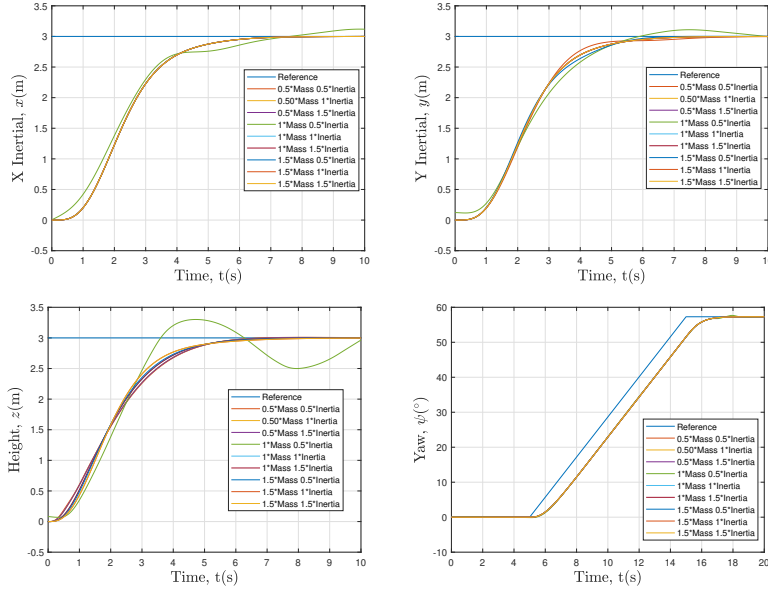 3.5
3
2.5
2
1.5
1
0.5
0
-0.5
X Inertial, x(m)
Reference
0.5*Mass 0.5*Inertia
0.50*Mass 1*Inertia
0.5*Mass 1.5*Inertia
1*Mass 0.5*Inertia
1*Mass 1*Inertia
1*Mass 1.5*Inertia
1.5*Mass 0.5*Inertia
1.5*Mass 1*Inertia
1.5*Mass 1.5*Inertia
0 1 2 3 4 5 6 7 8 9 10
Time, t(s)
3.5
3
2.5
2
1.5
1
0.5
0
-0.5
Y Inertial, y(m)
Reference
0.5*Mass 0.5*Inertia
0.50*Mass 1*Inertia
0.5*Mass 1.5*Inertia
1*Mass 0.5*Inertia
1*Mass 1*Inertia
1*Mass 1.5*Inertia
1.5*Mass 0.5*Inertia
1.5*Mass 1*Inertia
1.5*Mass 1.5*Inertia
0 1 2 3 4 5 6 7 8 9 10
Time, t(s)
3.5
3
2.5
2
1.5
1
0.5
0
-0.5
Height, z(m)
Reference
0.5*Mass 0.5*Inertia
0.50*Mass 1*Inertia
0.5*Mass 1.5*Inertia
1*Mass 0.5*Inertia
1*Mass 1*Inertia
1*Mass 1.5*Inertia
1.5*Mass 0.5*Inertia
1.5*Mass 1*Inertia
1.5*Mass 1.5*Inertia
0 1 2 3 4 5 6 7 8 9 10
Time, t(s)
60
50
40
30
20
10
0
-10
Yaw, ψ(°)
Reference
0.5*Mass 0.5*Inertia
0.50*Mass 1*Inertia
0.5*Mass 1.5*Inertia
1*Mass 0.5*Inertia
1*Mass 1*Inertia
1*Mass 1.5*Inertia
1.5*Mass 0.5*Inertia
1.5*Mass 1*Inertia
1.5*Mass 1.5*Inertia
0 2 4 6 8 10 12 14 16 18 20
Time, t(s)